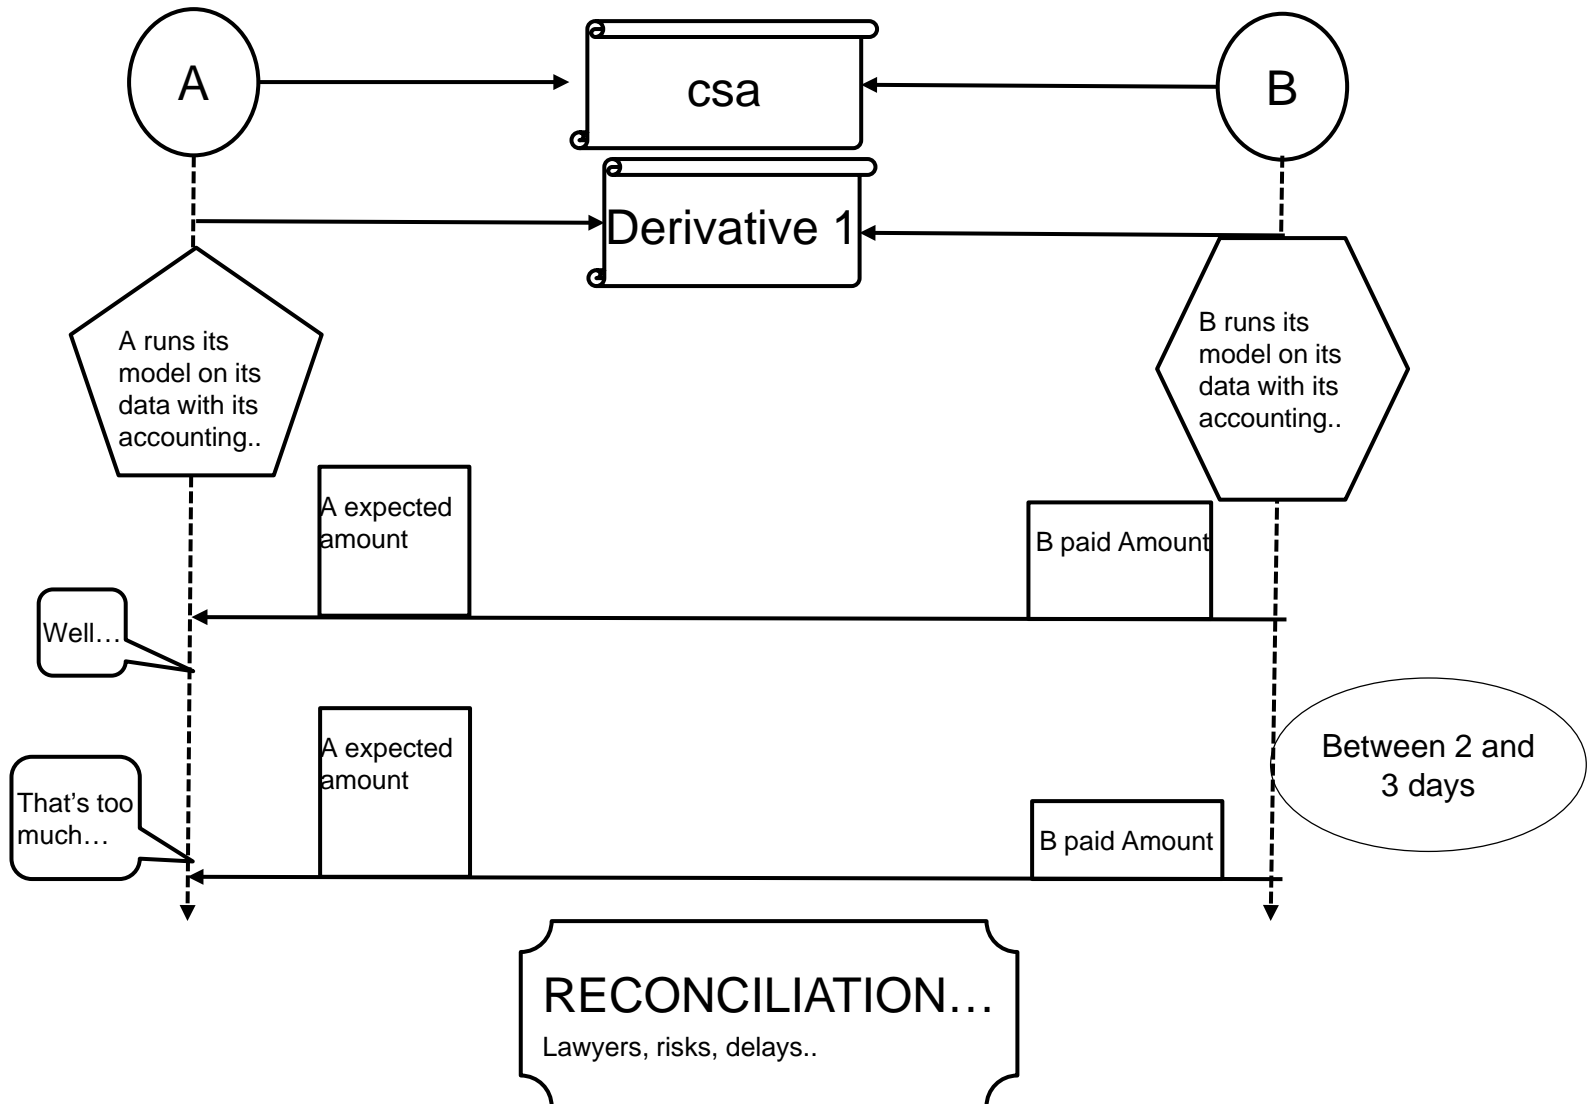 A
csa
B
Derivative 1
A runs its
model on its
data with its
accounting..
B runs its
model on its
data with its
accounting..
A expected
amount
B paid Amount
Well…
A expected
amount
Between 2 and
3 days
That’s too
much…
B paid Amount
RECONCILIATION…
Lawyers, risks, delays..